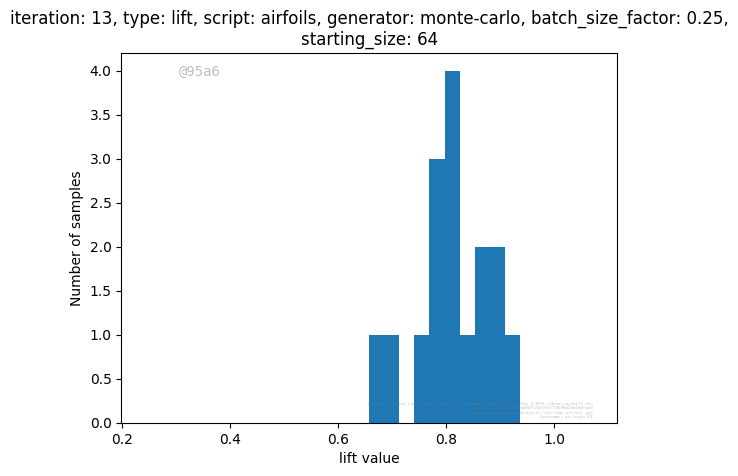 iteration: 13, type: lift, script: airfoils, generator: monte-carlo, batch_size_factor: 0.25,
starting_size: 64
@95a6
4.0
3.5
3.0
2.5
2.0
1.5
1.0
0.5
0.0
Number of samples
0.2 0.4 0.6 0.8 1.0
lift value